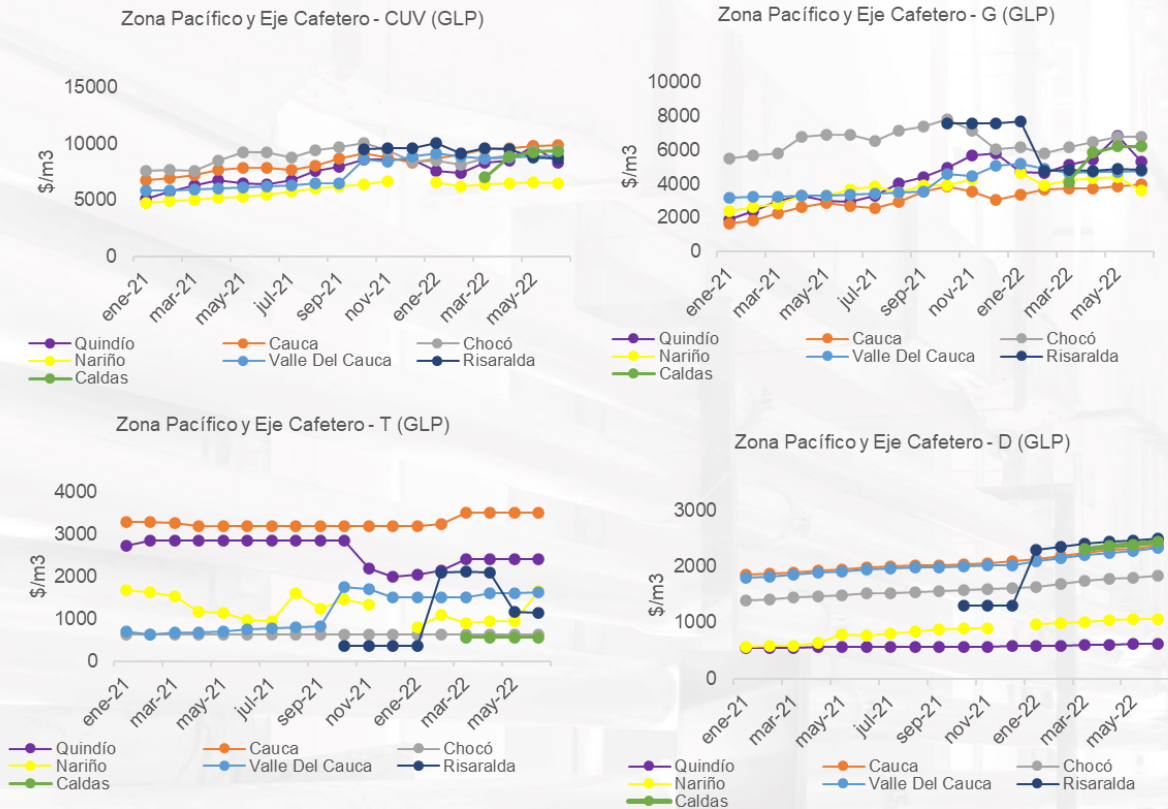 Zona Pacífico y Eje Cafetero - CUV (GLP)
15000
10000
5000
0
$/m3
ene-21
mar-21
may-21
jul-21
sep-21
nov-21
ene-22
mar-22
may-22
Quindío Cauca Chocó
Nariño Valle Del Cauca Risaralda
Caldas
Zona Pacífico y Eje Cafetero - G (GLP)
10000
8000
6000
4000
2000
0
$/m3
ene-21
mar-21
may-21
jul-21
sep-21
nov-21
ene-22
mar-22
may-22
Quindío Cauca Chocó
Nariño Valle Del Cauca Risaralda
Caldas
Zona Pacífico y Eje Cafetero - T (GLP)
4000
3000
2000
1000
0
$/m3
ene-21
mar-21
may-21
jul-21
sep-21
nov-21
ene-22
mar-22
may-22
Quindío Cauca Chocó
Nariño Valle Del Cauca Risaralda
Caldas
Zona Pacífico y Eje Cafetero - D (GLP)
3000
2000
1000
0
$/m3
ene-21
mar-21
may-21
jul-21
sep-21
nov-21
ene-22
mar-22
may-22
Quindío Cauca Chocó
Nariño Valle Del Cauca Risaralda
Caldas